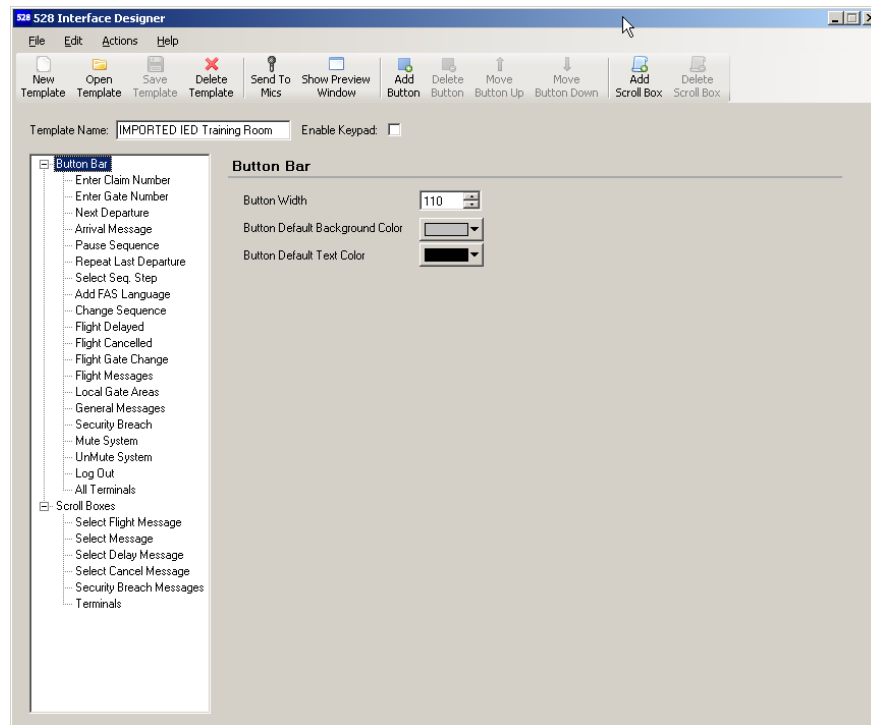 528 528 Interface Designer
File Edit Actions Help
New Template Open Template Save Template Delete Template Send To Mics Show Preview Window Add Button Delete Button Move Button Up Move Button Down Add Scroll Box Delete Scroll Box
Template Name: IMPORTED IED Training Room Enable Keypad:
Button Bar
Enter Claim Number
Enter Gate Number
Next Departure
Arrival Message
Pause Sequence
Repeat Last Departure
Select Seq. Step
Add FAS Language
Change Sequence
Flight Delayed
Flight Cancelled
Flight Gate Change
Flight Messages
Local Gate Areas
General Messages
Security Breach
Mute System
UnMute System
Log Out
All Terminals
Scroll Boxes
Select Flight Message
Select Message
Select Delay Message
Select Cancel Message
Security Breach Messages
Terminals
Button Bar
Button Width 110
Button Default Background Color
Button Default Text Color